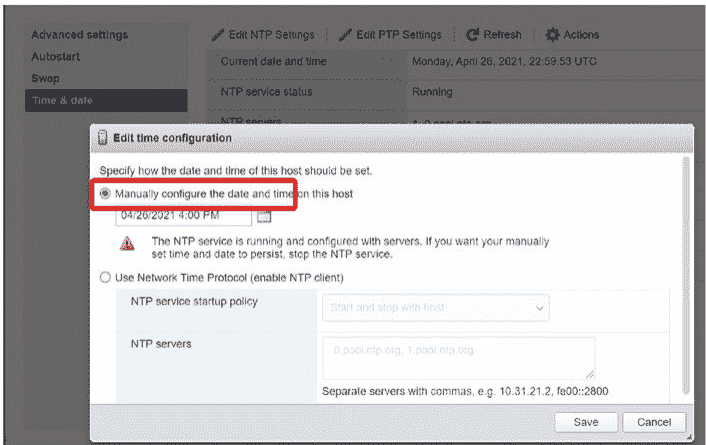 Advanced settings
Autostart
Swap
Time & date
Edit NTP Settings Edit PTP Settings Refresh Actions
Current date and time Monday, April 26, 2021, 22:59:53 UTC
NTP service status Running
NTP servers 1. 0.pool.ntp.org
Edit time configuration
Specify how the date and time of this host should be set.
Manually configure the date and time on this host
04/26/2021 4:00 PM
The NTP service is running and configured with servers. If you want your manually
set time and date to persist, stop the NTP service.
Use Network Time Protocol (enable NTP client)
NTP service startup policy Start and stop with host
NTP servers 0.pool.ntp.org, 1.pool.ntp.org
Separate servers with commas, e.g. 10.31.21.2, fe00::2800
Save Cancel